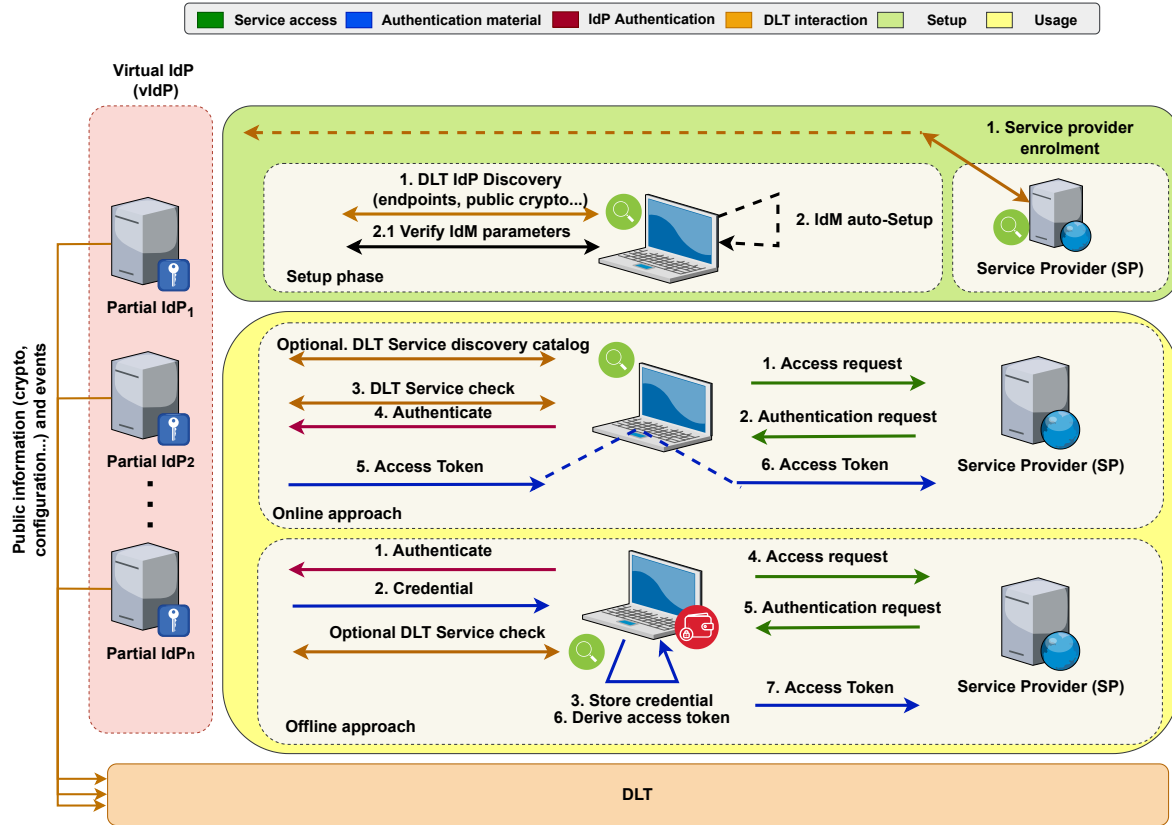 Service access
Authentication material
IdP Authentication
DLT interaction
Setup
Usage
Virtual IdP
(vIdP)
Public information (crypto,
configuration...) and events
Partial IdP1
Partial IdP2
Partial IdPn
1. Service provider
enrolment
1. DLT IdP Discovery
(endpoints, public crypto...)
2.1 Verify IdM parameters
2. IdM auto-Setup
Setup phase
Service Provider (SP)
Optional. DLT Service discovery catalog
3. DLT Service check
4. Authenticate
5. Access Token
1. Access request
2. Authentication request
6. Access Token
Service Provider (SP)
Online approach
1. Authenticate
2. Credential
Optional DLT Service check
3. Store credential
6. Derive access token
4. Access request
5. Authentication request
7. Access Token
Service Provider (SP)
Offline approach
DLT